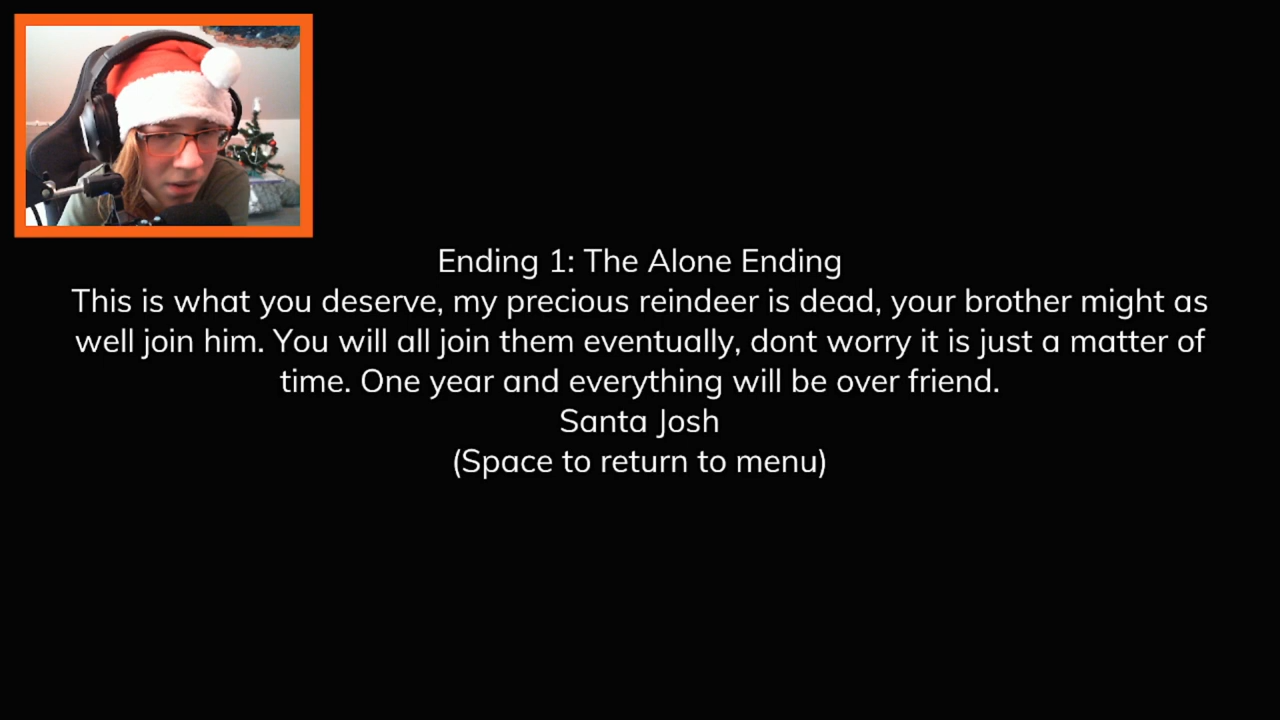 Ending 1: The Alone Ending
This is what you deserve, my precious reindeer is dead, your brother might as
well join him. You will all join them eventually, dont worry it is just a matter of
time. One year and everything will be over friend.
Santa Josh
(Space to return to menu)